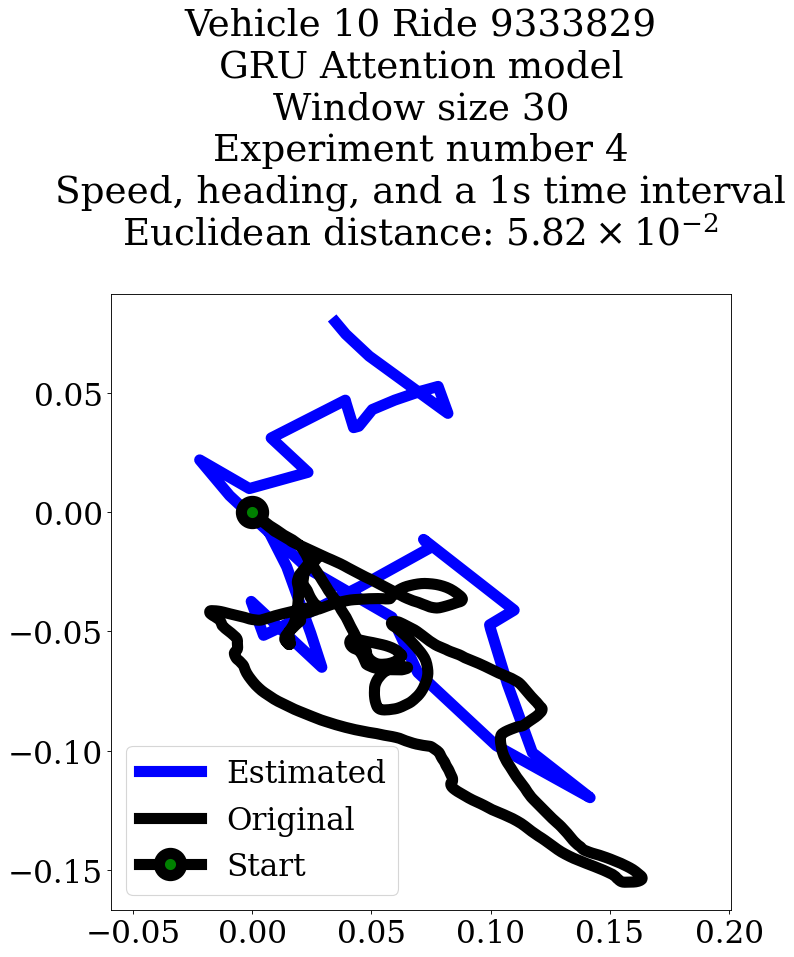 Vehicle 10 Ride 9333829
GRU Attention model
Window size 30
Experiment number 4
Speed, heading, and a 1s time interval
Euclidean distance: 5.82 × 10⁻²
0.05
0.00
−0.05
−0.10
−0.15
Estimated
Original
Start
−0.05 0.00 0.05 0.10 0.15 0.20